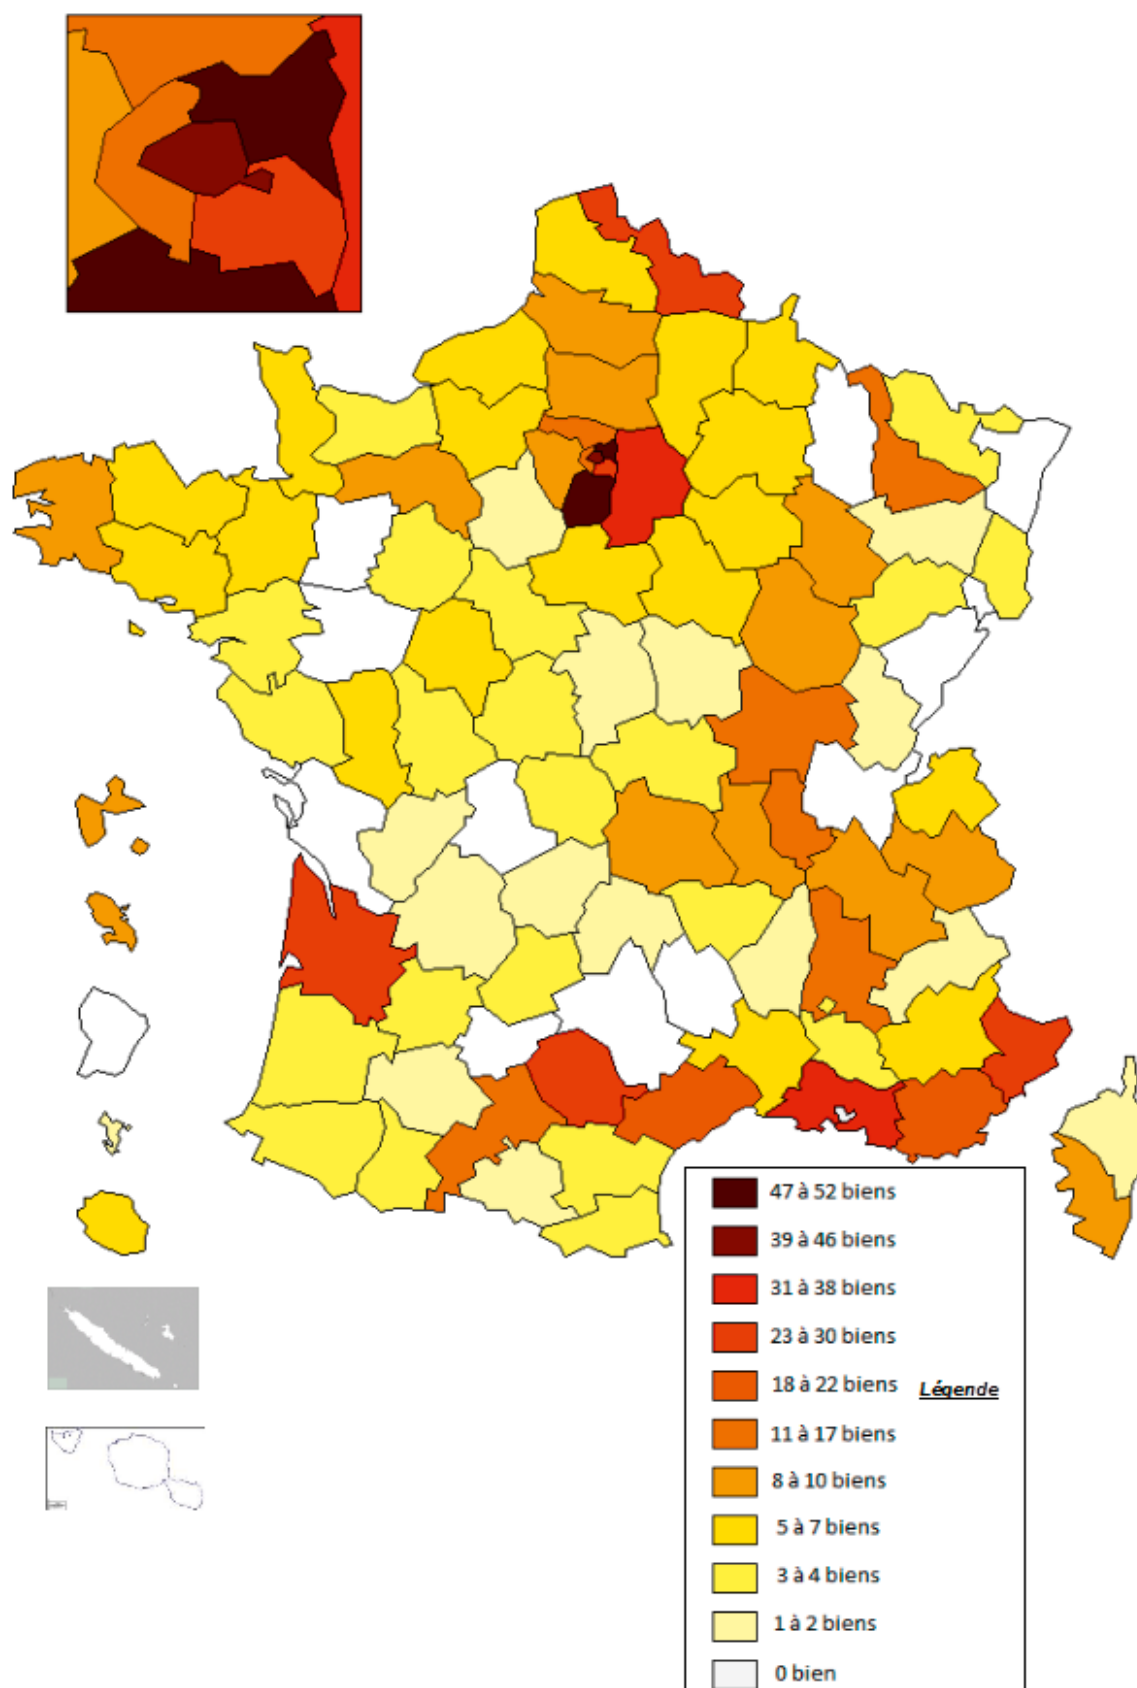 47 à 52 biens
39 à 46 biens
31 à 38 biens
23 à 30 biens
18 à 22 biens
Légende
11 à 17 biens
8 à 10 biens
5 à 7 biens
3 à 4 biens
1 à 2 biens
0 bien